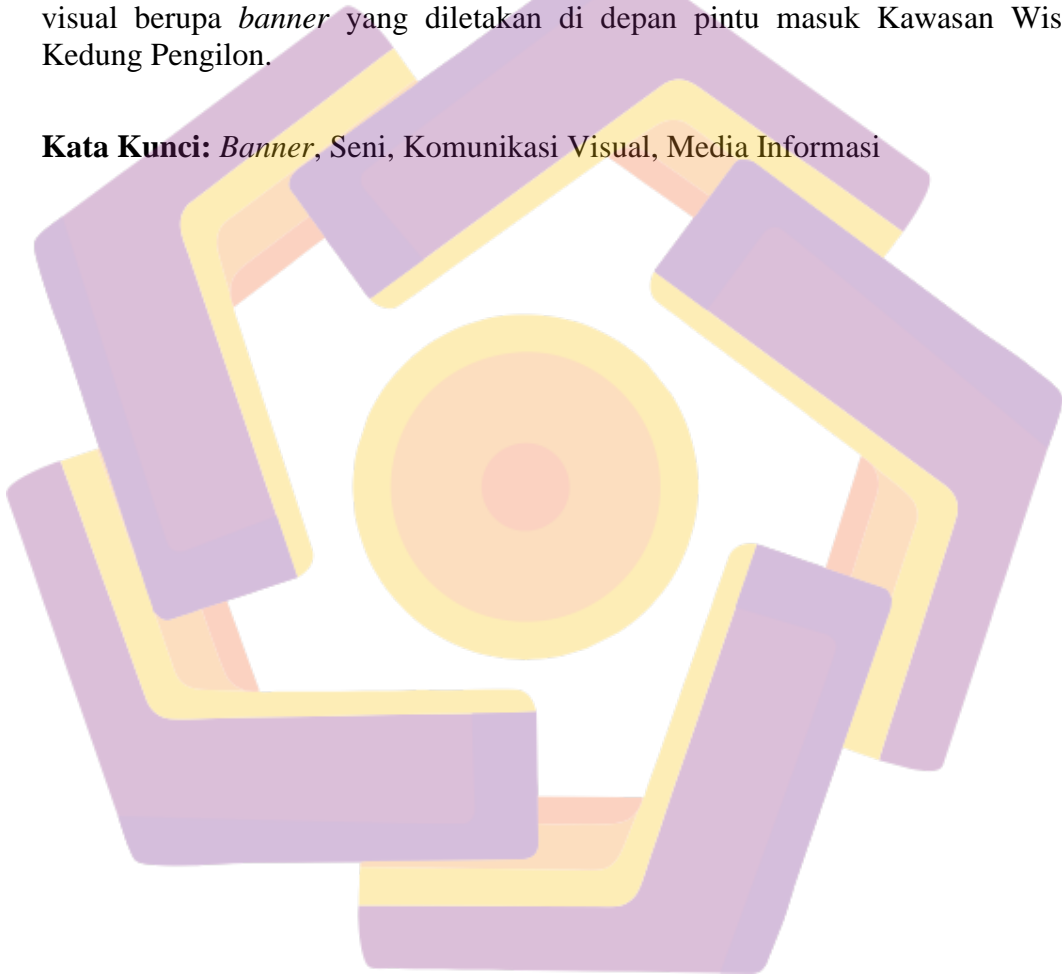 visual berupa banner yang diletakan di depan pintu masuk Kawasan Wis
Kedung Pengilon.
Kata Kunci: Banner, Seni, Komunikasi Visual, Media Informasi